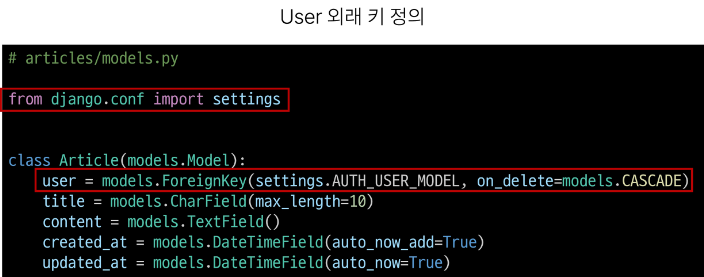 User 외래 키 정의
# articles/models.py
from django.conf import settings
class Article(models.Model):
user = models.ForeignKey(settings.AUTH_USER_MODEL, on_delete=models.CASCADE)
title = models.CharField(max_length=10)
content = models.TextField()
created_at = models.DateTimeField(auto_now_add=True)
updated_at = models.DateTimeField(auto_now=True)